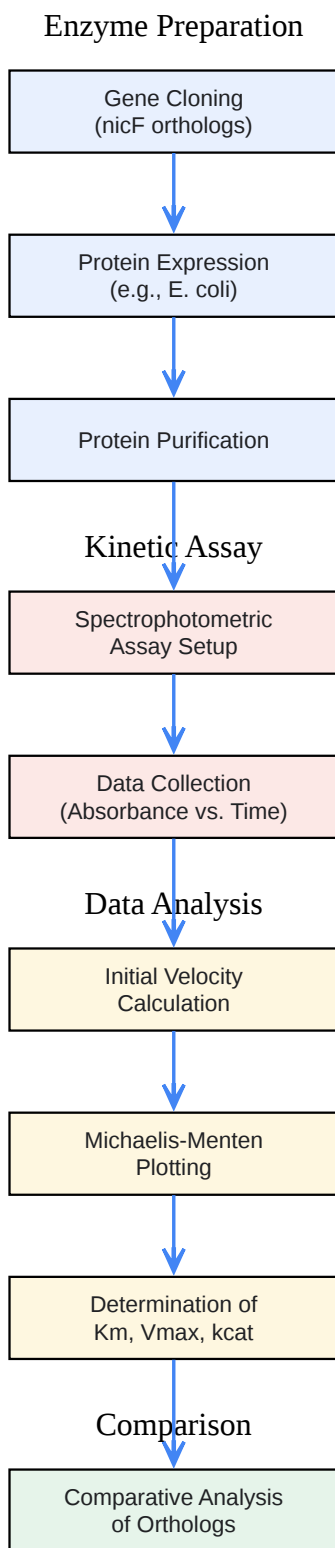 Enzyme Preparation
Gene Cloning
(nicF orthologs)
Protein Expression
(e.g., E. coli)
Protein Purification
Kinetic Assay
Spectrophotometric
Assay Setup
Data Collection
(Absorbance vs. Time)
Data Analysis
Initial Velocity
Calculation
Michaelis-Menten
Plotting
Determination of
Km, Vmax, kcat
Comparison
Comparative Analysis
of Orthologs